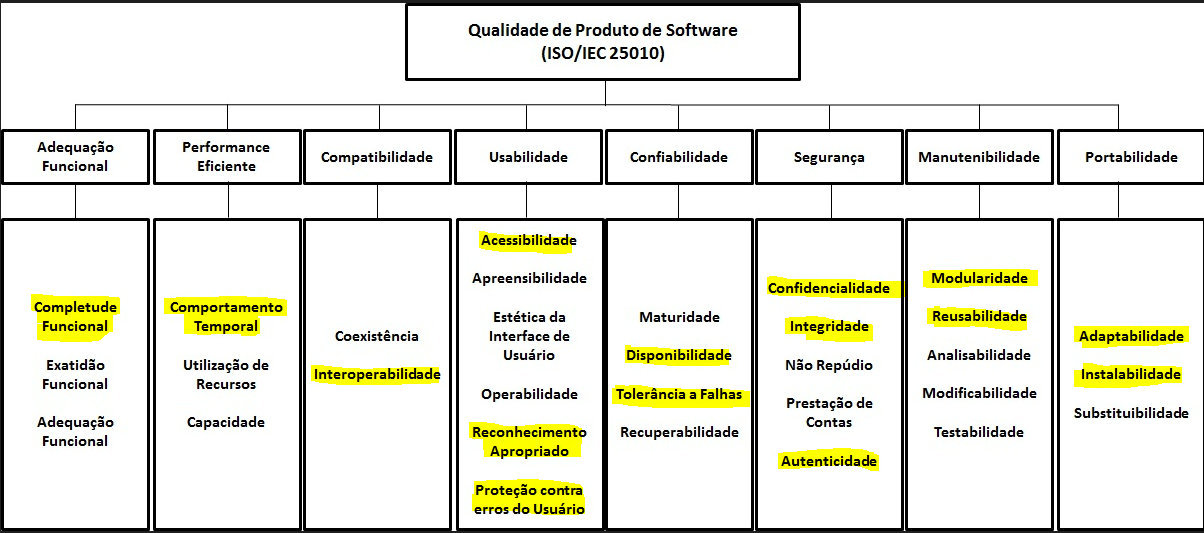 Qualidade de Produto de Software
(ISO/IEC 25010)
Adequação
Funcional
Performance
Eficiente
Compatibilidade
Usabilidade
Confiabilidade
Segurança
Manutenibilidade
Portabilidade
Completude
Funcional
Exatidão
Funcional
Adequação
Funcional
Comportamento
Temporal
Utilização de
Recursos
Capacidade
Coexistência
Interoperabilidade
Acessibilidade
Apreensibilidade
Estética da
Interface de
Usuário
Operabilidade
Reconhecimento
Apropriado
Proteção contra
erros do Usuário
Maturidade
Disponibilidade
Tolerância a Falhas
Recuperabilidade
Confidencialidade
Integridade
Não Repúdio
Prestação de
Contas
Autenticidade
Modularidade
Reusabilidade
Analisabilidade
Modificabilidade
Testabilidade
Adaptabilidade
Instalabilidade
Substituibilidade